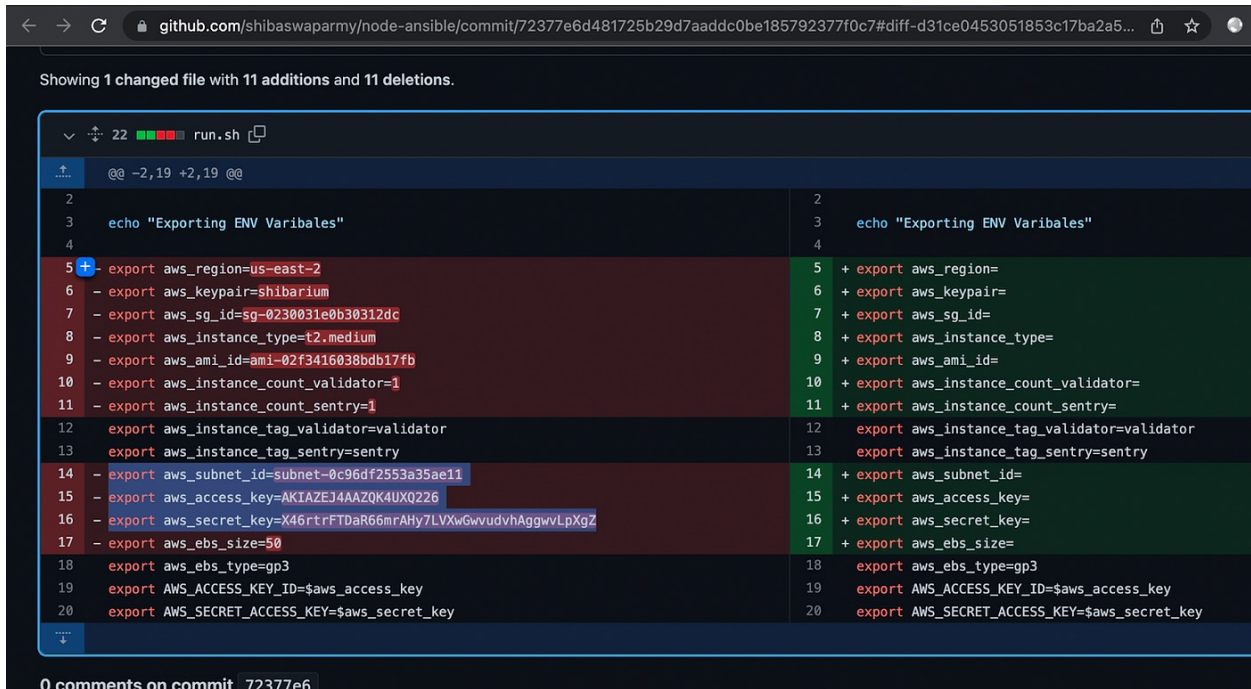 github.com/shibaswaparmy/node-ansible/commit/72377e6d481725b29d7aaddc0be185792377f0c7#diff-d31ce0453051853c17ba2a5...
Showing 1 changed file with 11 additions and 11 deletions.
22 run.sh
@@ -2,19 +2,19 @@
2
3 echo "Exporting ENV Varibales"
4
5 - export aws_region=us-east-2
6 - export aws_keypair=shibarium
7 - export aws_sg_id=sg-0230031e0b30312dc
8 - export aws_instance_type=t2.medium
9 - export aws_ami_id=ami-02f3416038bdb17fb
10 - export aws_instance_count_validator=1
11 - export aws_instance_count_sentry=1
12 export aws_instance_tag_validator=validator
13 export aws_instance_tag_sentry=sentry
14 - export aws_subnet_id=subnet-0c96df2553a35ae11
15 - export aws_access_key=AKIAZEJ4AAZQK4UXQ226
16 - export aws_secret_key=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
17 - export aws_ebs_size=50
18 export aws_ebs_type=gp3
19 export AWS_ACCESS_KEY_ID=$aws_access_key
20 export AWS_SECRET_ACCESS_KEY=$aws_secret_key
2
3 echo "Exporting ENV Varibales"
4
5 + export aws_region=
6 + export aws_keypair=
7 + export aws_sg_id=
8 + export aws_instance_type=
9 + export aws_ami_id=
10 + export aws_instance_count_validator=
11 + export aws_instance_count_sentry=
12 export aws_instance_tag_validator=validator
13 export aws_instance_tag_sentry=sentry
14 + export aws_subnet_id=
15 + export aws_access_key=
16 + export aws_secret_key=
17 + export aws_ebs_size=
18 export aws_ebs_type=gp3
19 export AWS_ACCESS_KEY_ID=$aws_access_key
20 export AWS_SECRET_ACCESS_KEY=$aws_secret_key
0 comments on commit 72377e6